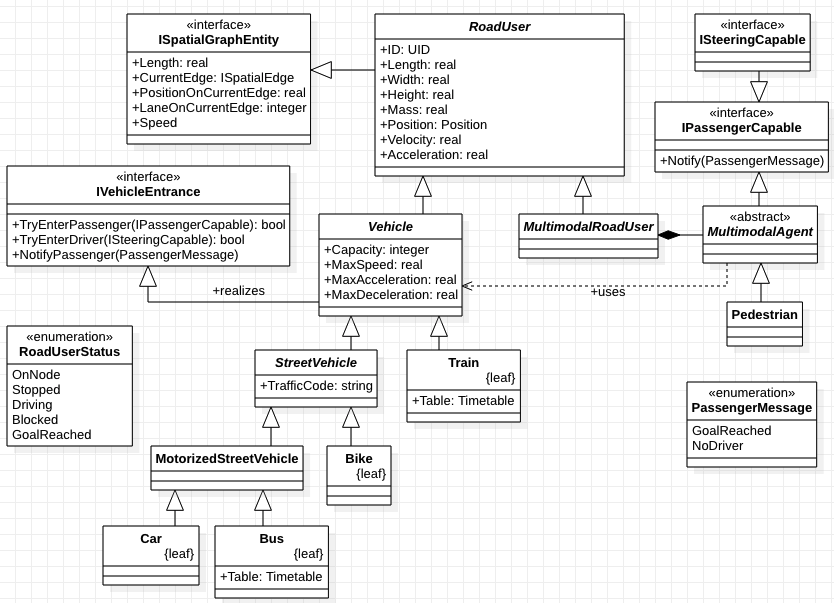 «interface»
ISpatialGraphEntity
+Length: real
+CurrentEdge: ISpatialEdge
+PositionOnCurrentEdge: real
+LaneOnCurrentEdge: integer
+Speed
RoadUser
+ID: UID
+Length: real
+Width: real
+Height: real
+Mass: real
+Position: Position
+Velocity: real
+Acceleration: real
«interface»
ISteeringCapable
«interface»
IPassengerCapable
+Notify(PassengerMessage)
«interface»
IVehicleEntrance
+TryEnterPassenger(IPassengerCapable): bool
+TryEnterDriver(ISteeringCapable): bool
+NotifyPassenger(PassengerMessage)
Vehicle
+Capacity: integer
+MaxSpeed: real
+MaxAcceleration: real
+MaxDeceleration: real
MultimodalRoadUser
«abstract»
MultimodalAgent
+realizes
+uses
Pedestrian
«enumeration»
RoadUserStatus
OnNode
Stopped
Driving
Blocked
GoalReached
StreetVehicle
+TrafficCode: string
Train
{leaf}
+Table: Timetable
«enumeration»
PassengerMessage
GoalReached
NoDriver
MotorizedStreetVehicle
Bike
{leaf}
Car
{leaf}
Bus
{leaf}
+Table: Timetable